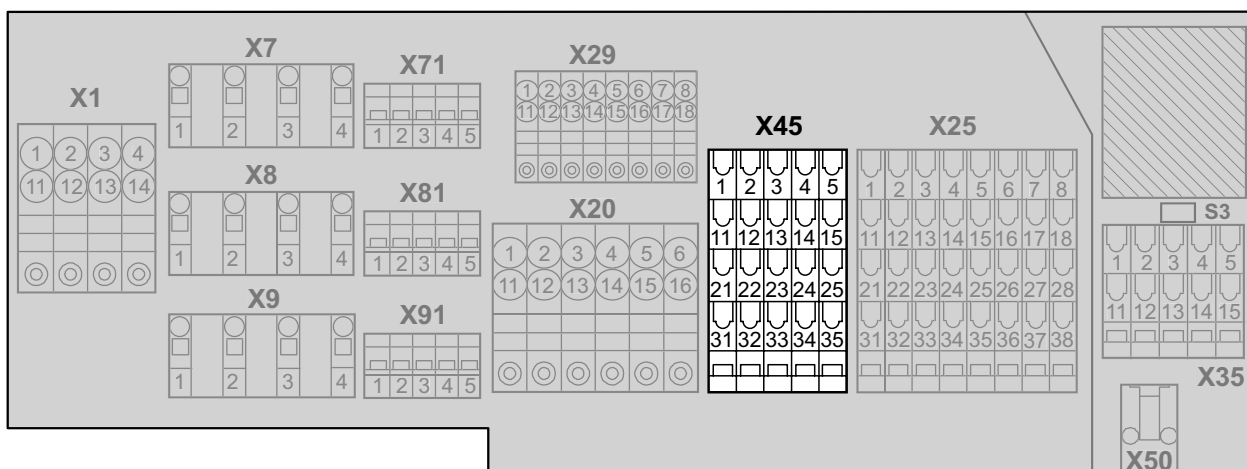 X1
1 2 3 4
11 12 13 14
X7
1 2 3 4
X8
1 2 3 4
X9
1 2 3 4
X71
1 2 3 4 5
X81
1 2 3 4 5
X91
1 2 3 4 5
X29
1 2 3 4 5 6 7 8
11 12 13 14 15 16 17 18
X20
1 2 3 4 5 6
11 12 13 14 15 16
X45
1 2 3 4 5
11 12 13 14 15
21 22 23 24 25
31 32 33 34 35
X25
1 2 3 4 5 6 7 8
11 12 13 14 15 16 17 18
21 22 23 24 25 26 27 28
31 32 33 34 35 36 37 38
S3
1 2 3 4 5
11 12 13 14 15
X35
X50